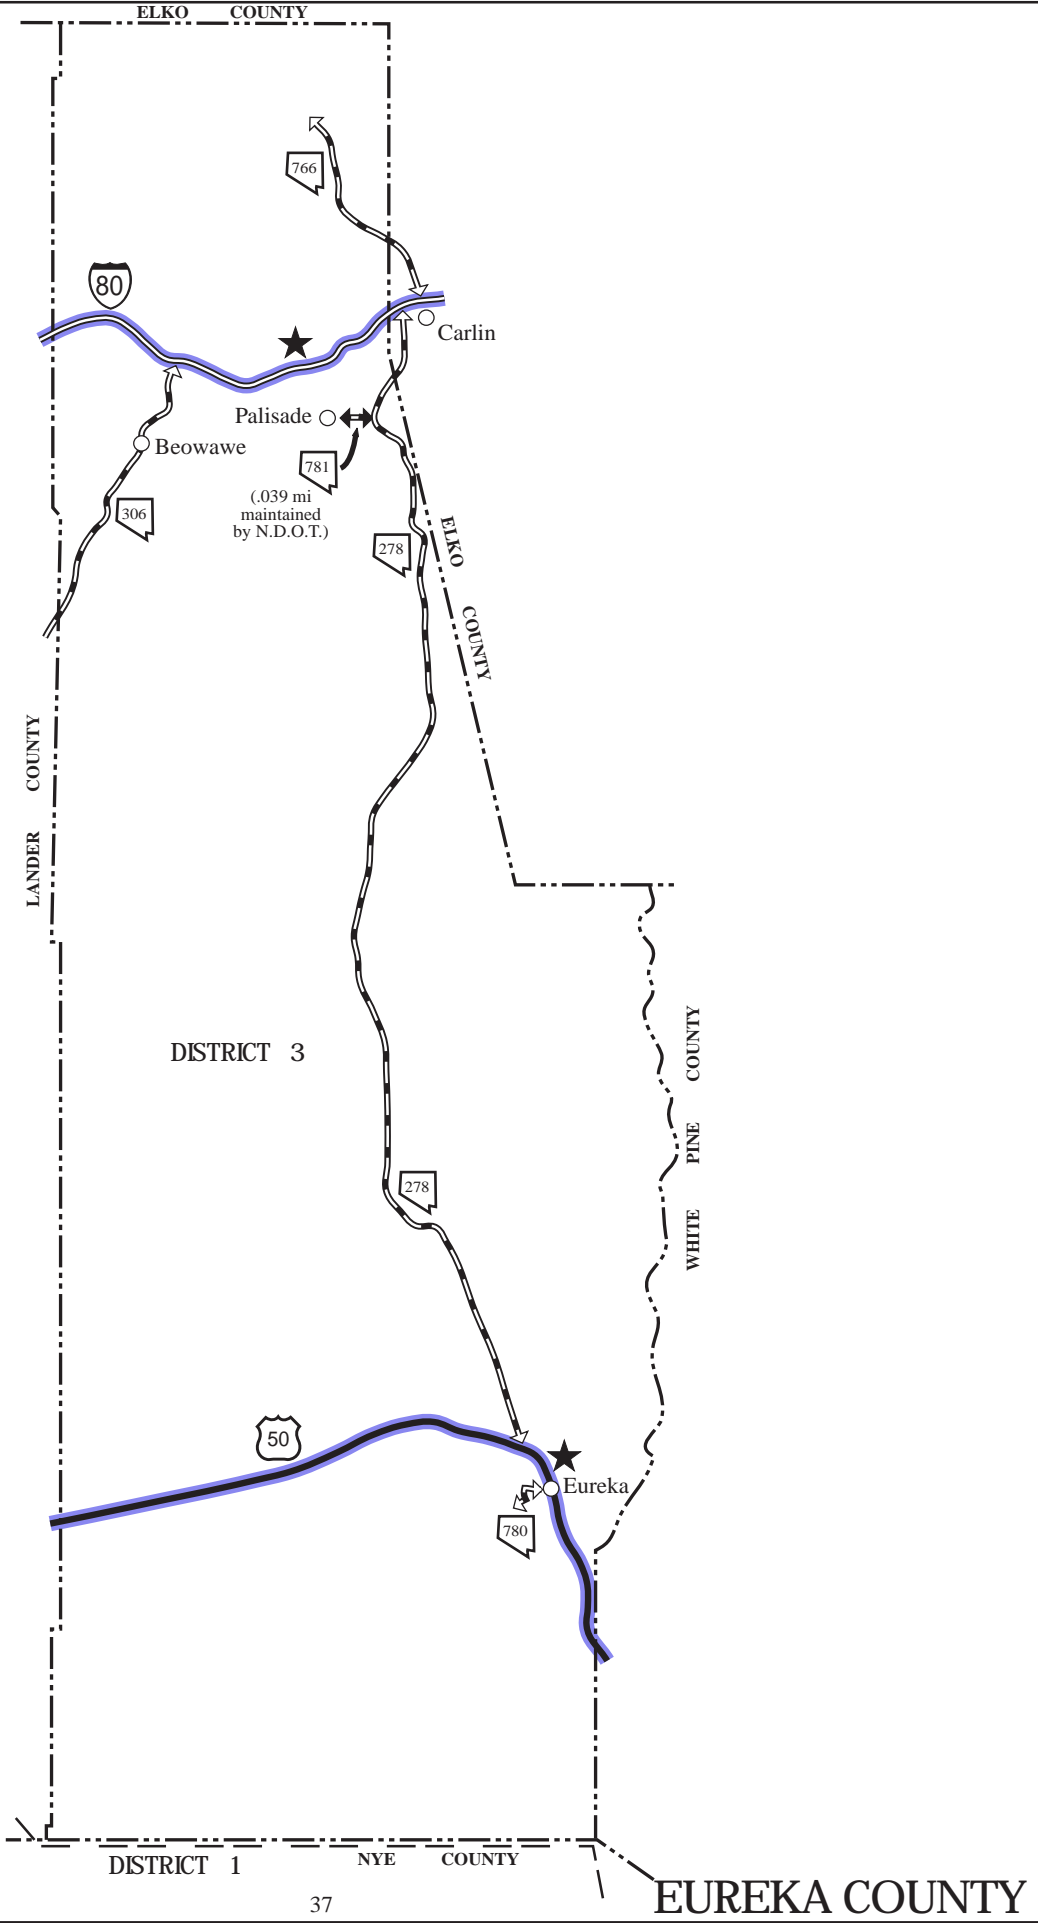 ELKO COUNTY
766
80
Carlin
Palisade
Beowawe
781
(.039 mi
maintained
by N.D.O.T.)
306
278
ELKO COUNTY
LANDER COUNTY
DISTRICT 3
WHITE PINE COUNTY
278
50
Eureka
780
DISTRICT 1
NYE COUNTY
37
EUREKA COUNTY